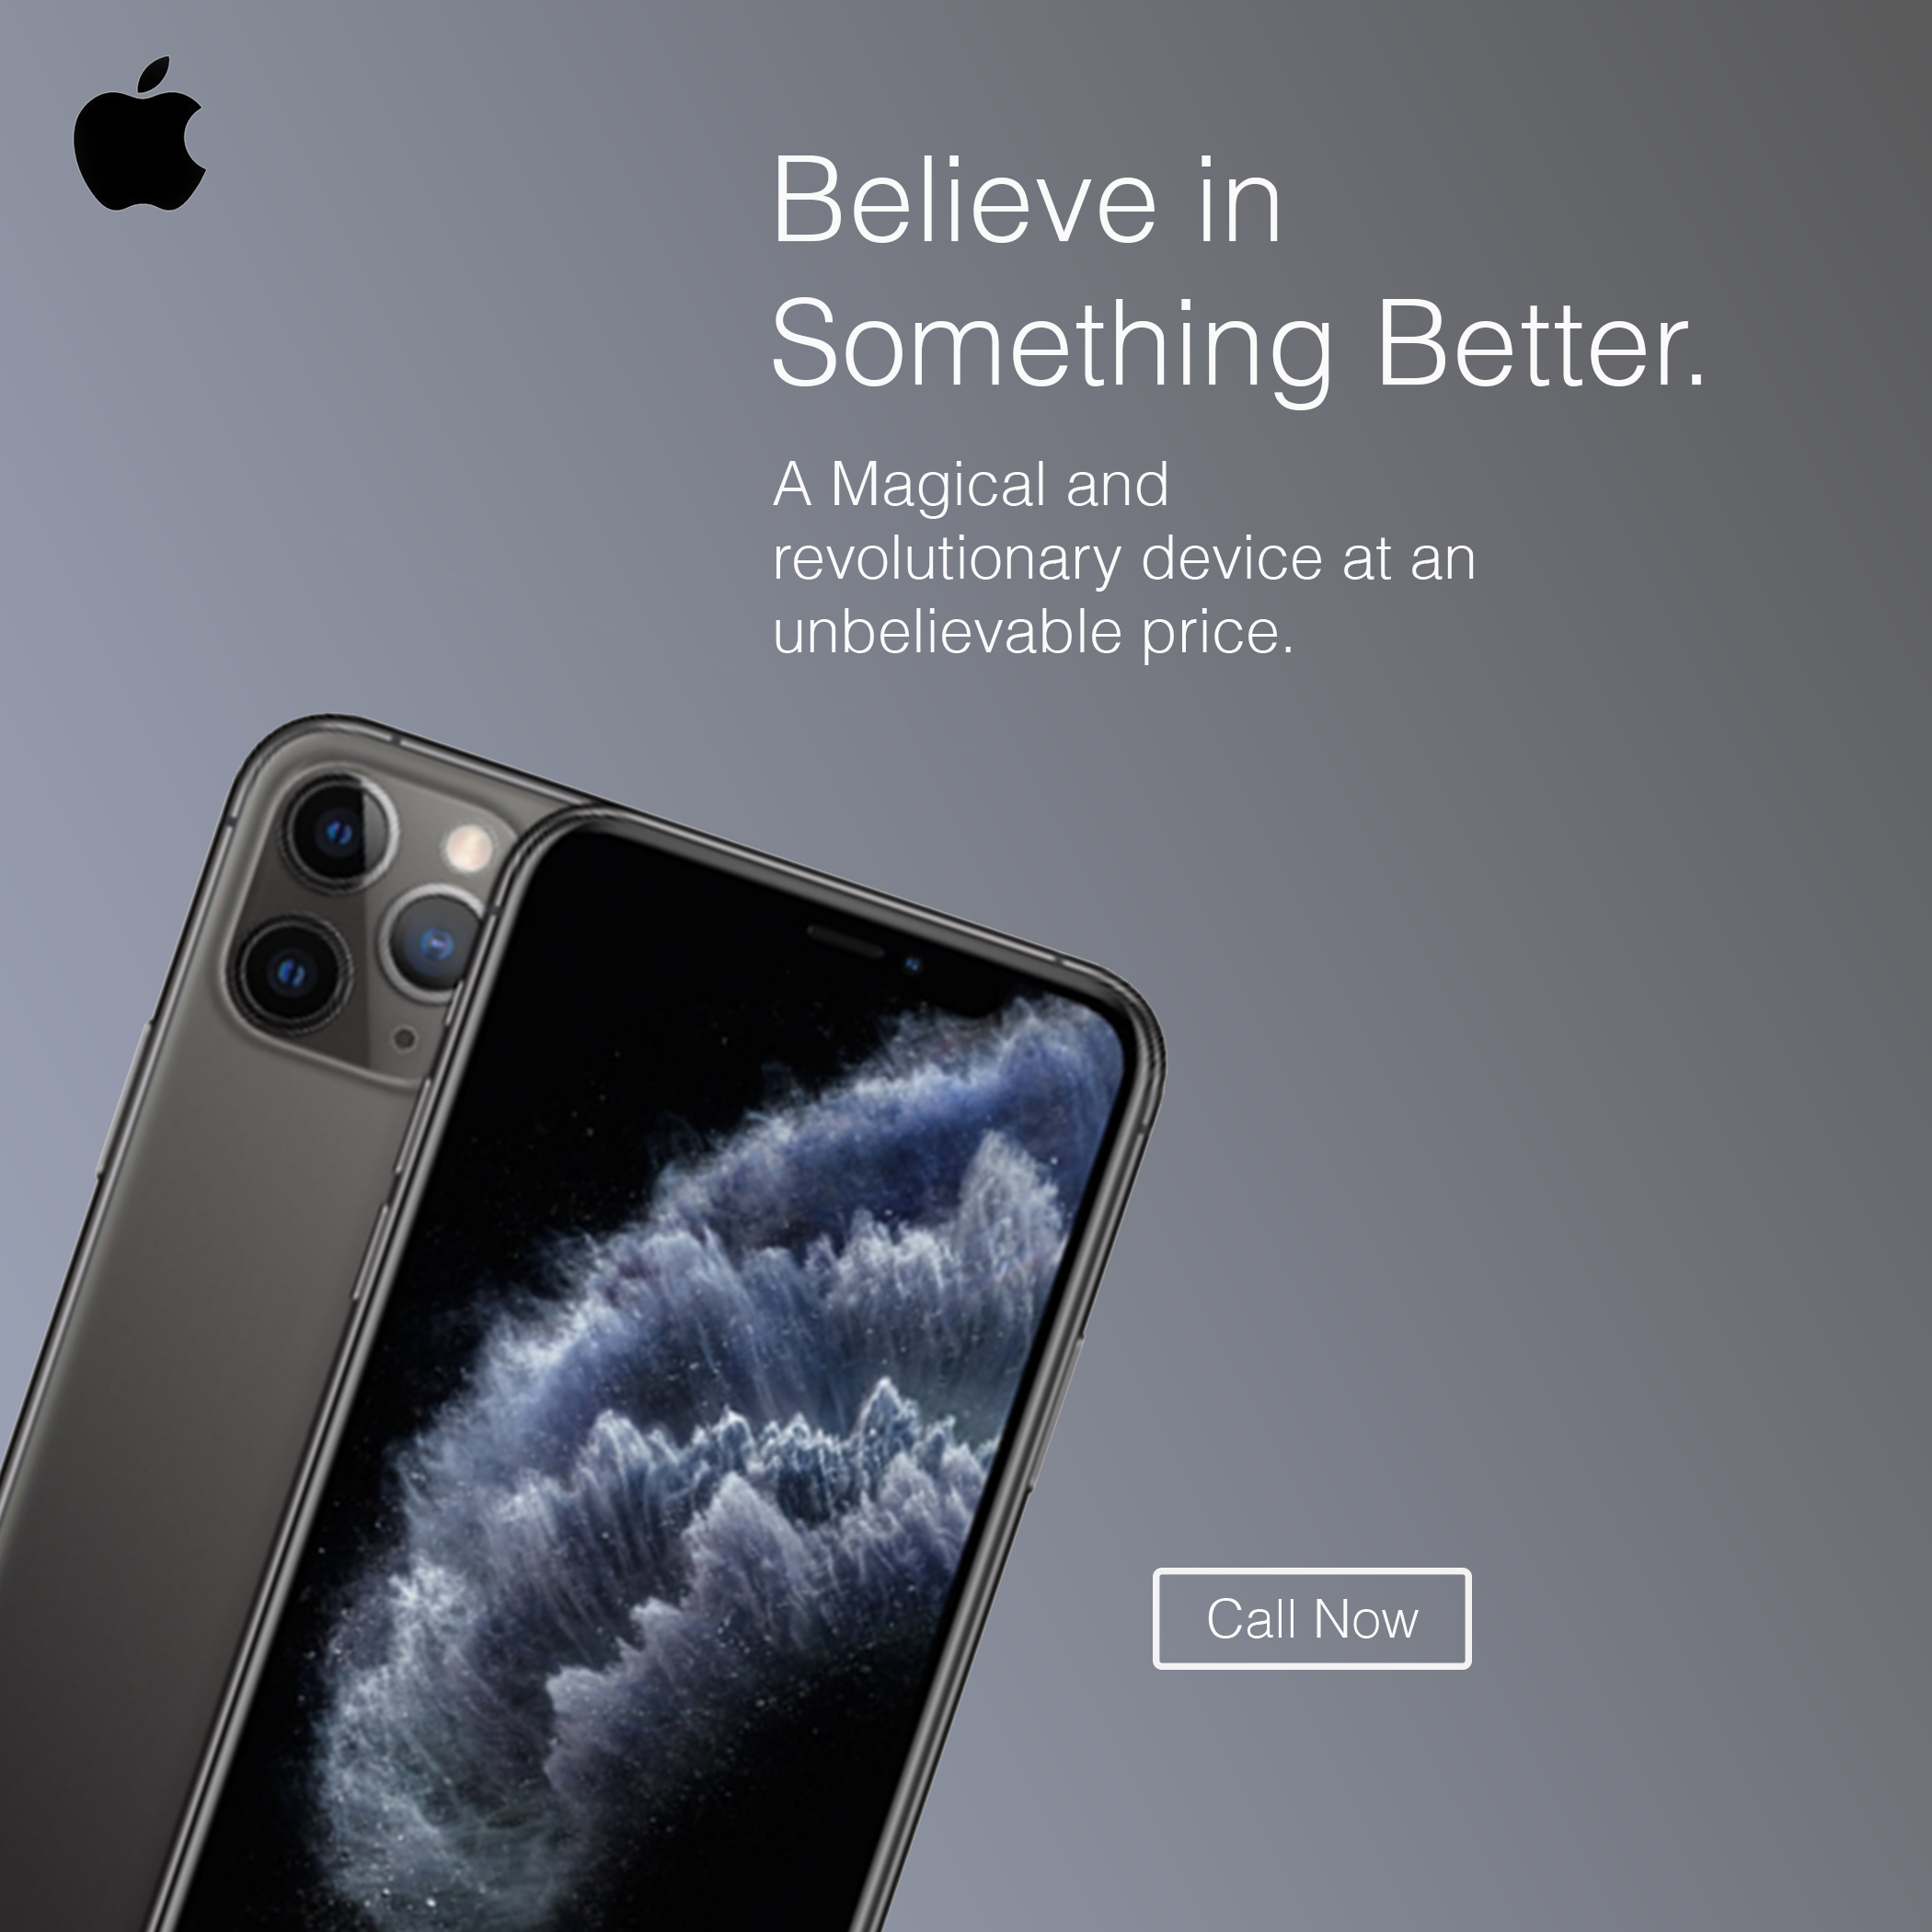 Believe in
Something Better.
A Magical and
revolutionary device at an
unbelievable price.
Call Now